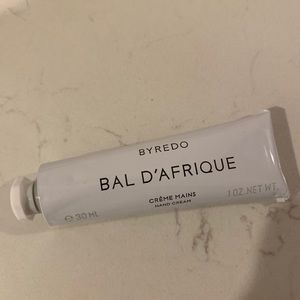 BYREDO
BAL D'AFRIQUE
CRÈME MAINS
HAND CREAM
℮ 30 ML
1 OZ. NET WT.